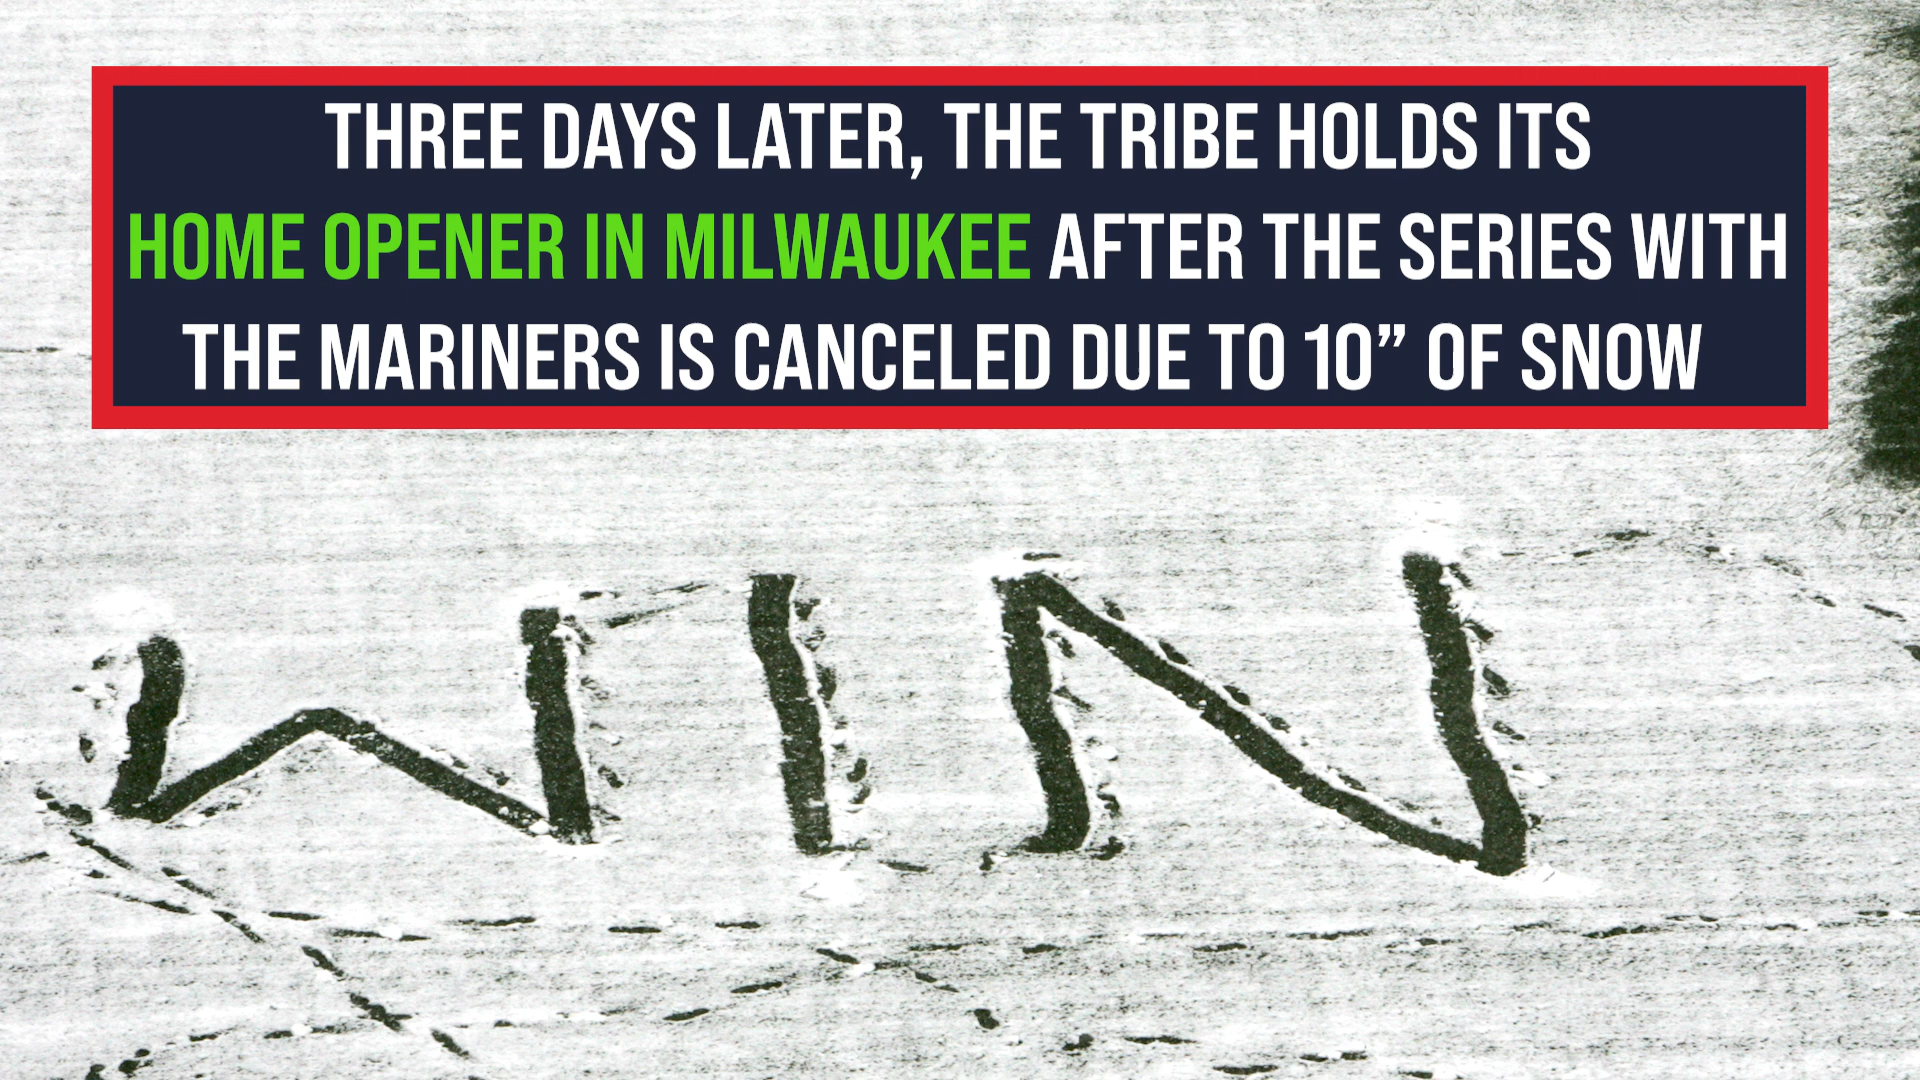 THREE DAYS LATER, THE TRIBE HOLDS ITS
HOME OPENER IN MILWAUKEE AFTER THE SERIES WITH
THE MARINERS IS CANCELED DUE TO 10” OF SNOW
WIN